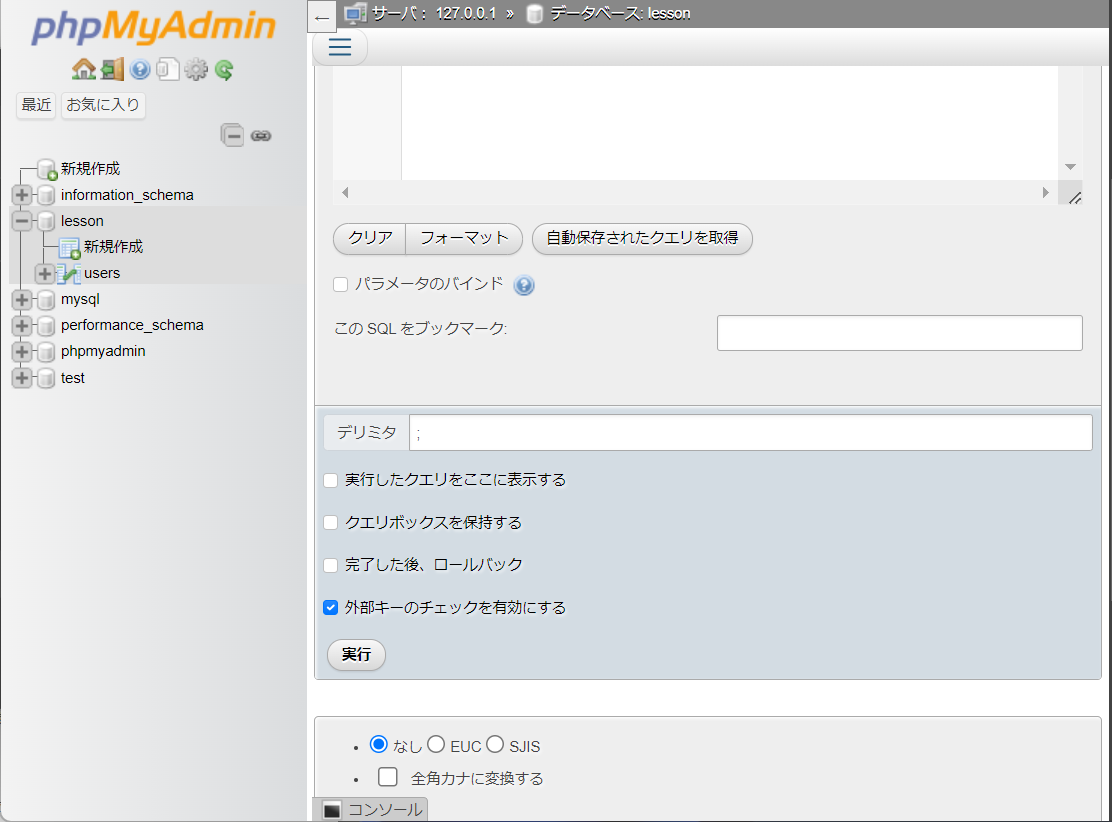 phpMyAdmin
最近 お気に入り
新規作成
information_schema
lesson
新規作成
users
mysql
performance_schema
phpmyadmin
test
← サーバ: 127.0.0.1 » データベース: lesson
クリア フォーマット 自動保存されたクエリを取得
パラメータのバインド
この SQL をブックマーク:
デリミタ ;
実行したクエリをここに表示する
クエリボックスを保持する
完了した後、ロールバック
外部キーのチェックを有効にする
実行
• なし EUC SJIS
• 全角カナに変換する
コンソール